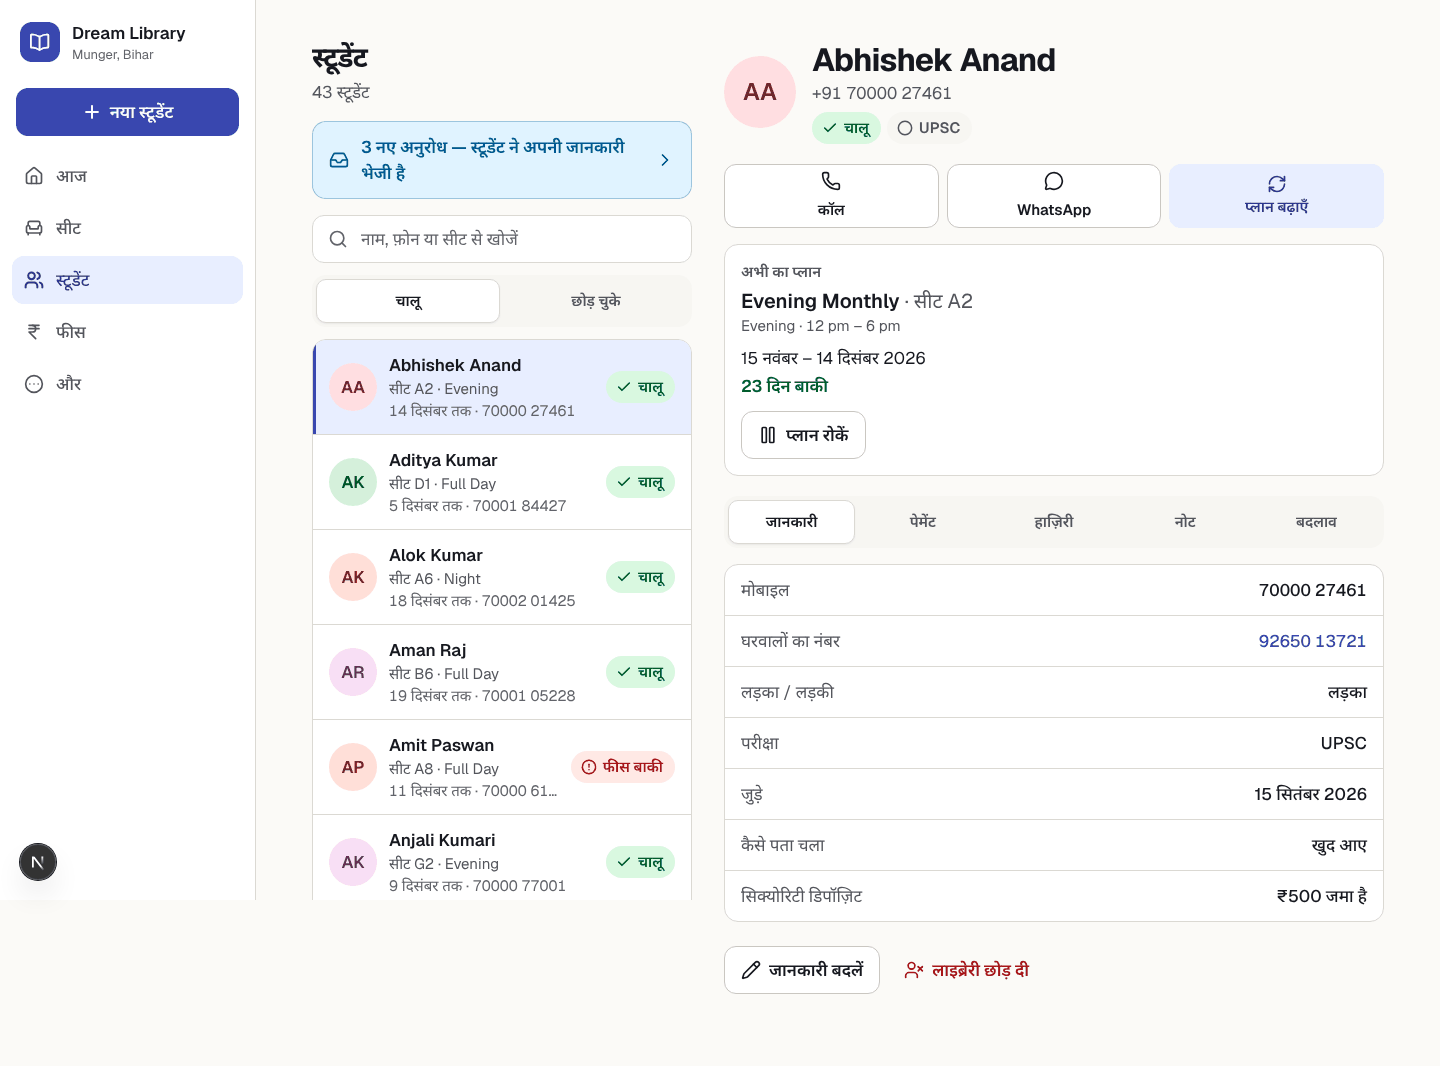 Dream Library
Munger, Bihar
नया स्टूडेंट
आज
सीट
स्टूडेंट
फीस
और
स्टूडेंट
43 स्टूडेंट
3 नए अनुरोध — स्टूडेंट ने अपनी जानकारी
भेजी है
नाम, फ़ोन या सीट से खोजें
चालू
छोड़ चुके
AA
Abhishek Anand
सीट A2 · Evening
14 दिसंबर तक · 70000 27461
चालू
AK
Aditya Kumar
सीट D1 · Full Day
5 दिसंबर तक · 70001 84427
चालू
AK
Alok Kumar
सीट A6 · Night
18 दिसंबर तक · 70002 01425
चालू
AR
Aman Raj
सीट B6 · Full Day
19 दिसंबर तक · 70001 05228
चालू
AP
Amit Paswan
सीट A8 · Full Day
11 दिसंबर तक · 70000 61…
फीस बाकी
AK
Anjali Kumari
सीट G2 · Evening
9 दिसंबर तक · 70000 77001
चालू
AA
Abhishek Anand
+91 70000 27461
चालू
UPSC
कॉल
WhatsApp
प्लान बढ़ाएँ
अभी का प्लान
Evening Monthly · सीट A2
Evening · 12 pm – 6 pm
15 नवंबर – 14 दिसंबर 2026
23 दिन बाकी
प्लान रोकें
जानकारी
पेमेंट
हाज़िरी
नोट
बदलाव
मोबाइल 70000 27461
घरवालों का नंबर 92650 13721
लड़का / लड़की लड़का
परीक्षा UPSC
जुड़े 15 सितंबर 2026
कैसे पता चला खुद आए
सिक्योरिटी डिपॉज़िट ₹500 जमा है
जानकारी बदलें
लाइब्रेरी छोड़ दी
N